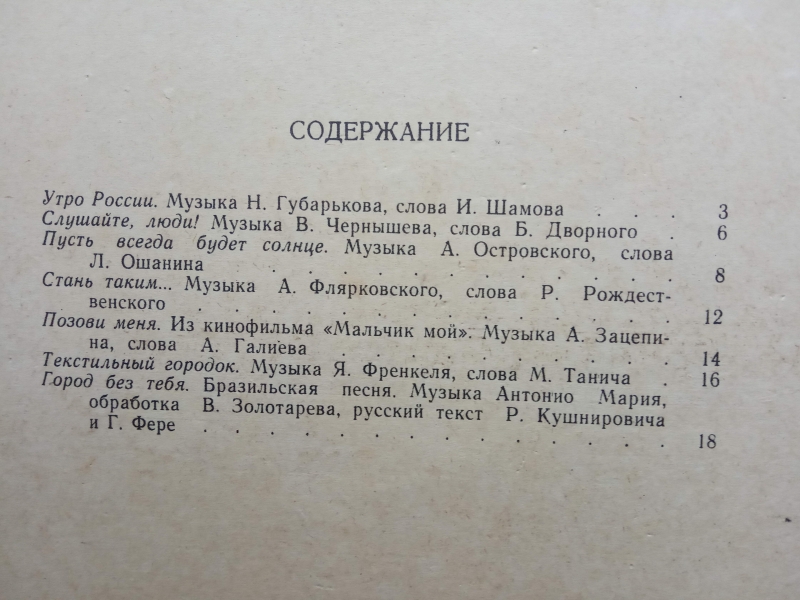 СОДЕРЖАНИЕ
Утро России. Музыка Н. Губарькова, слова И. Шамова . . . 3
Слушайте, люди! Музыка В. Чернышева, слова Б. Дворного . 6
Пусть всегда будет солнце. Музыка А. Островского, слова
Л. Ошанина . . . . . . . . . . . . 8
Стань таким... Музыка А. Флярковского, слова Р. Рождест-
венского . . . . . . . . . . . . . 12
Позови меня. Из кинофильма «Мальчик мой». Музыка А. Зацепи-
на, слова А. Галиева . . . . . . . . . 14
Текстильный городок. Музыка Я. Френкеля, слова М. Танича . 16
Город без тебя. Бразильская песня. Музыка Антонио Мария,
обработка В. Золотарева, русский текст Р. Кушнировича
и Г. Фере . . . . . . . . . . . . . 18